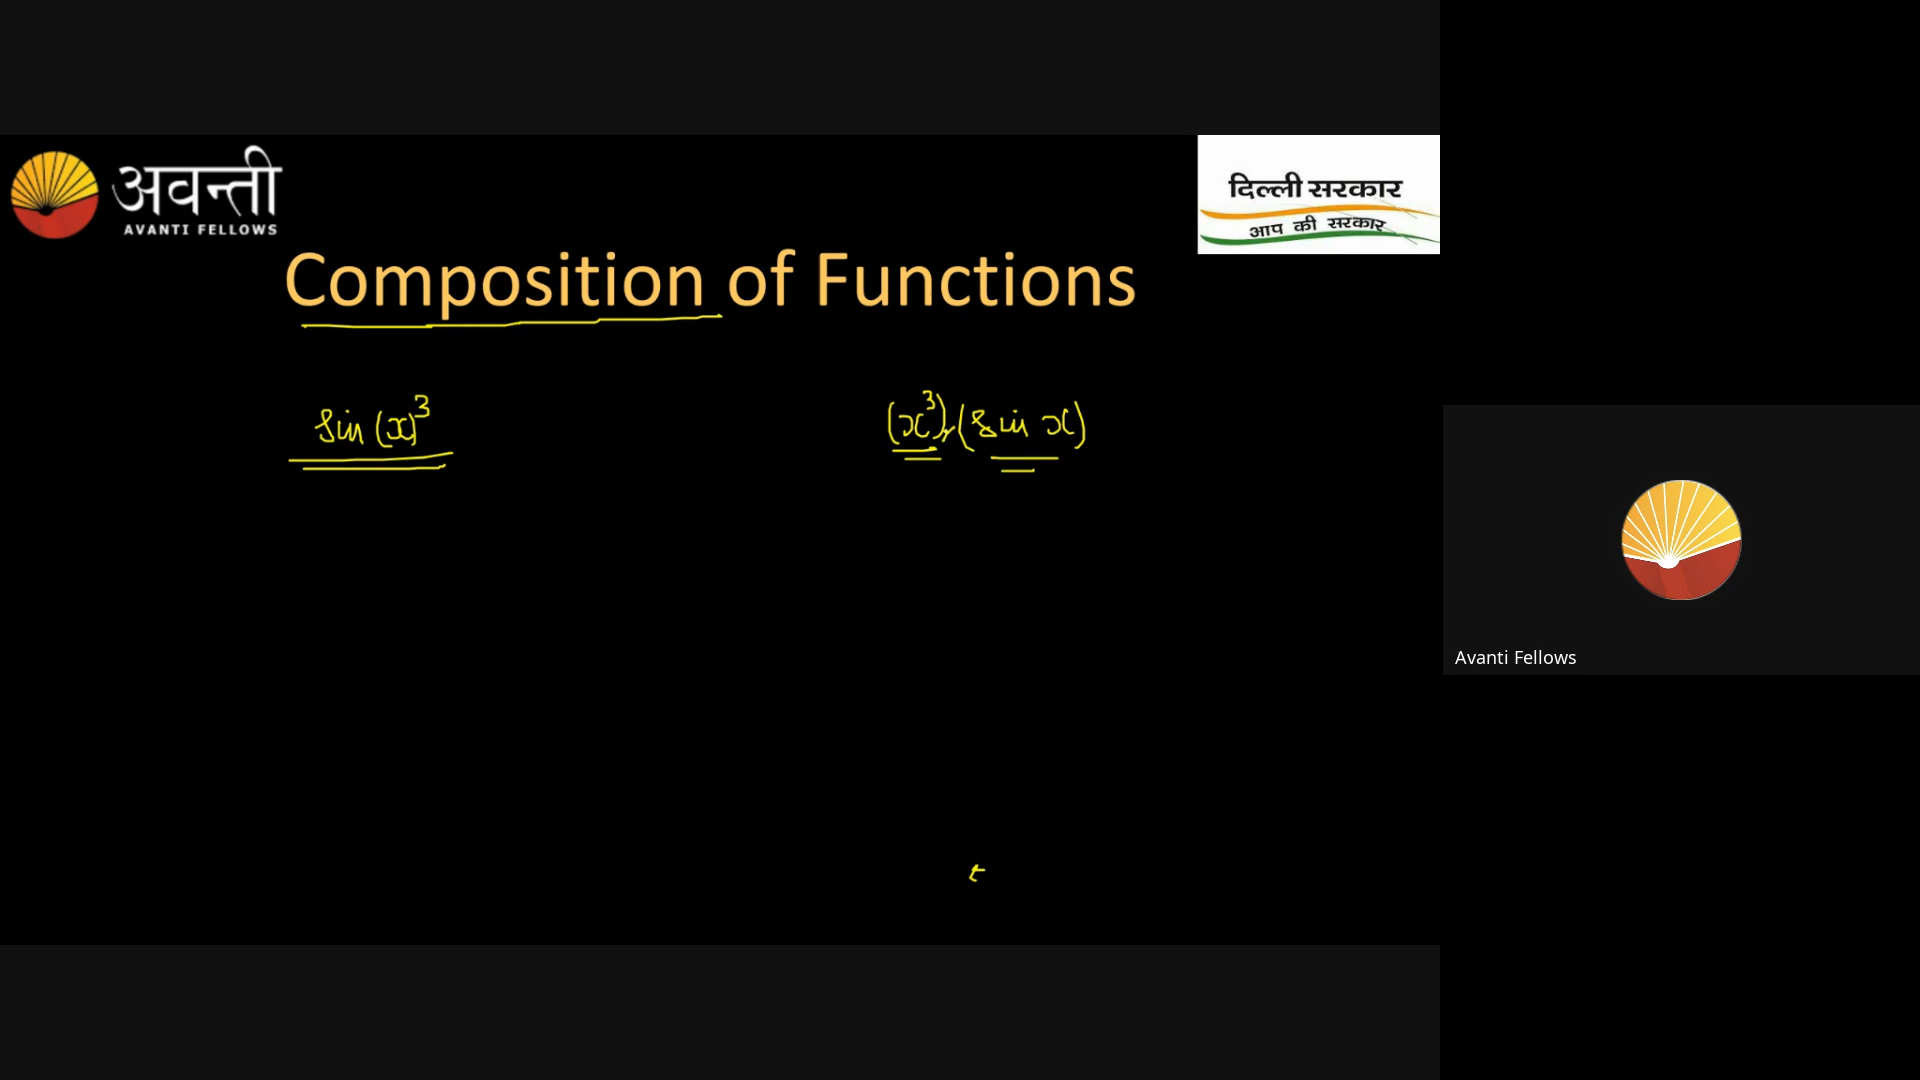 अवन्ती
AVANTI FELLOWS
दिल्ली सरकार
आप की सरकार
Composition of Functions
sin (x)³
(x³), (sin x)
t
Avanti Fellows